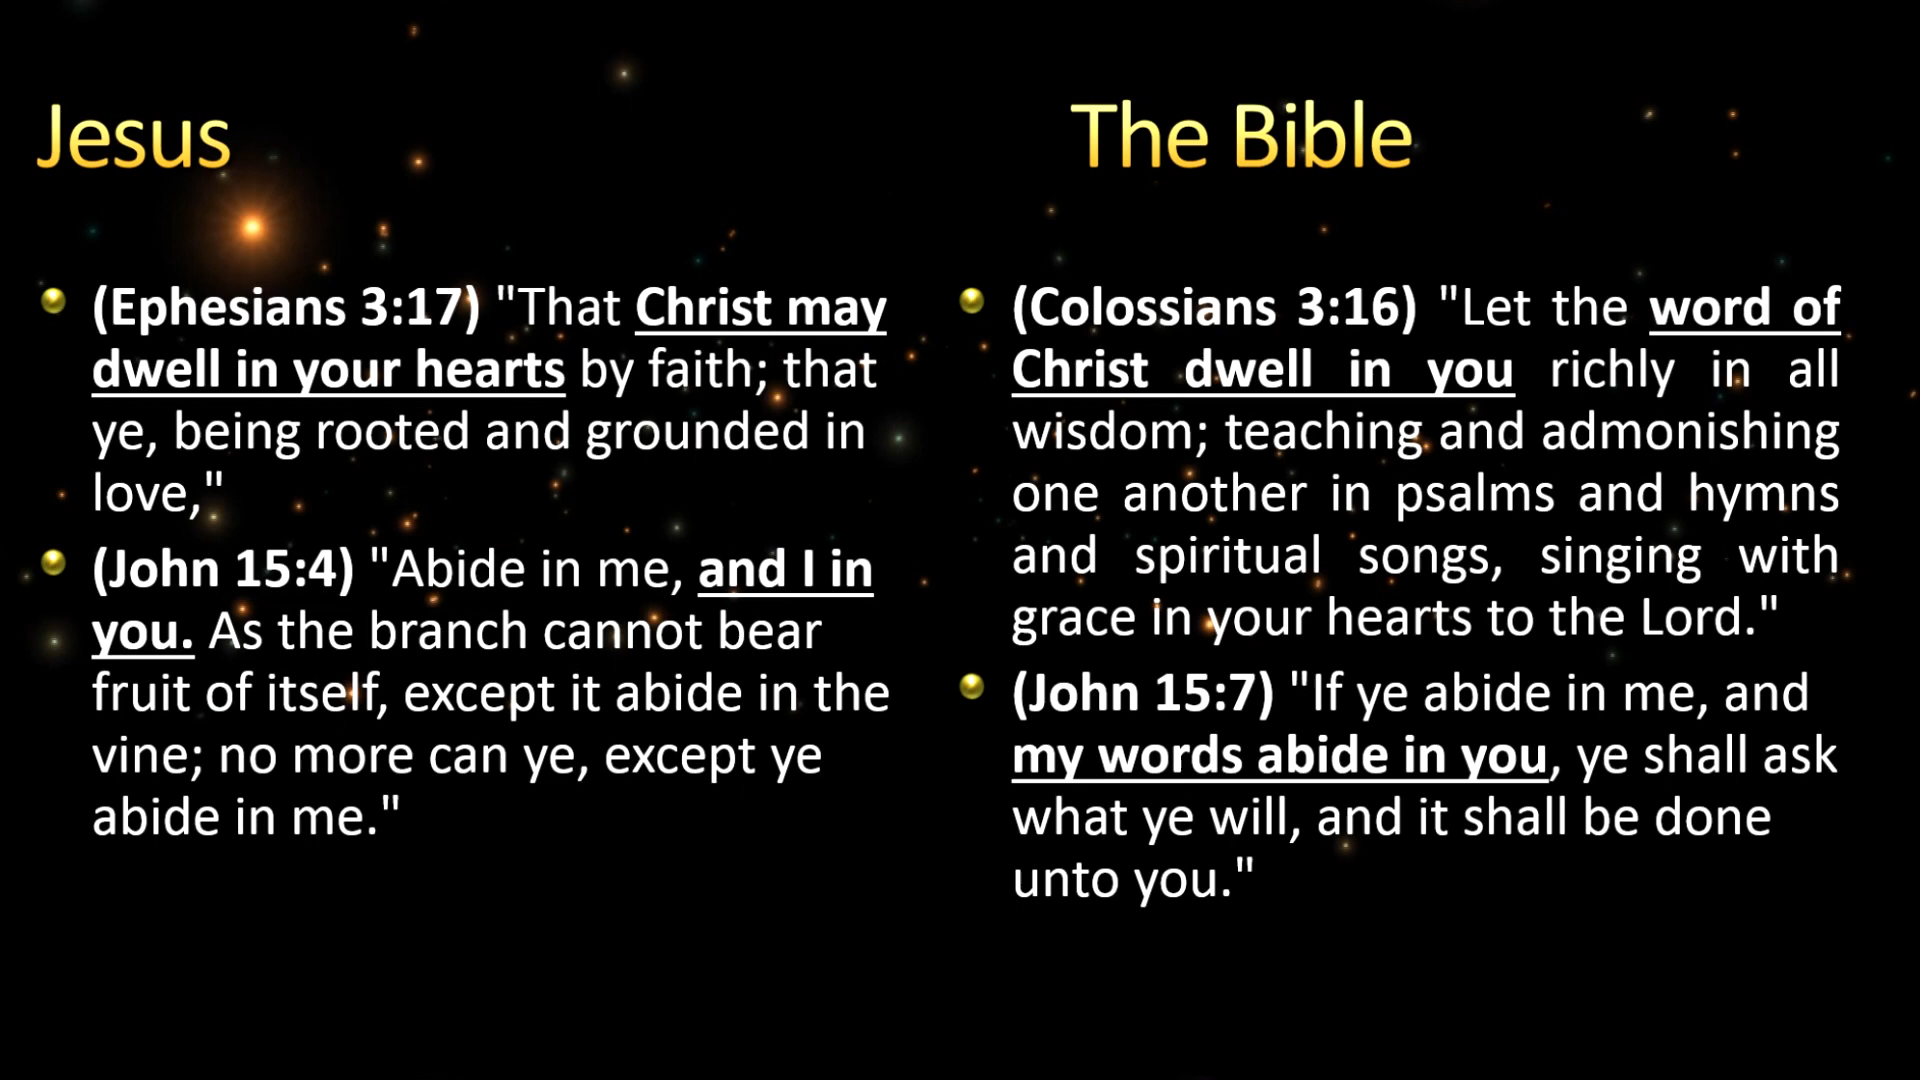 Jesus
(Ephesians 3:17) "That Christ may
dwell in your hearts by faith; that
ye, being rooted and grounded in
love,"
(John 15:4) "Abide in me, and I in
you. As the branch cannot bear
fruit of itself, except it abide in the
vine; no more can ye, except ye
abide in me."
The Bible
(Colossians 3:16) "Let the word of
Christ dwell in you richly in all
wisdom; teaching and admonishing
one another in psalms and hymns
and spiritual songs, singing with
grace in your hearts to the Lord."
(John 15:7) "If ye abide in me, and
my words abide in you, ye shall ask
what ye will, and it shall be done
unto you."